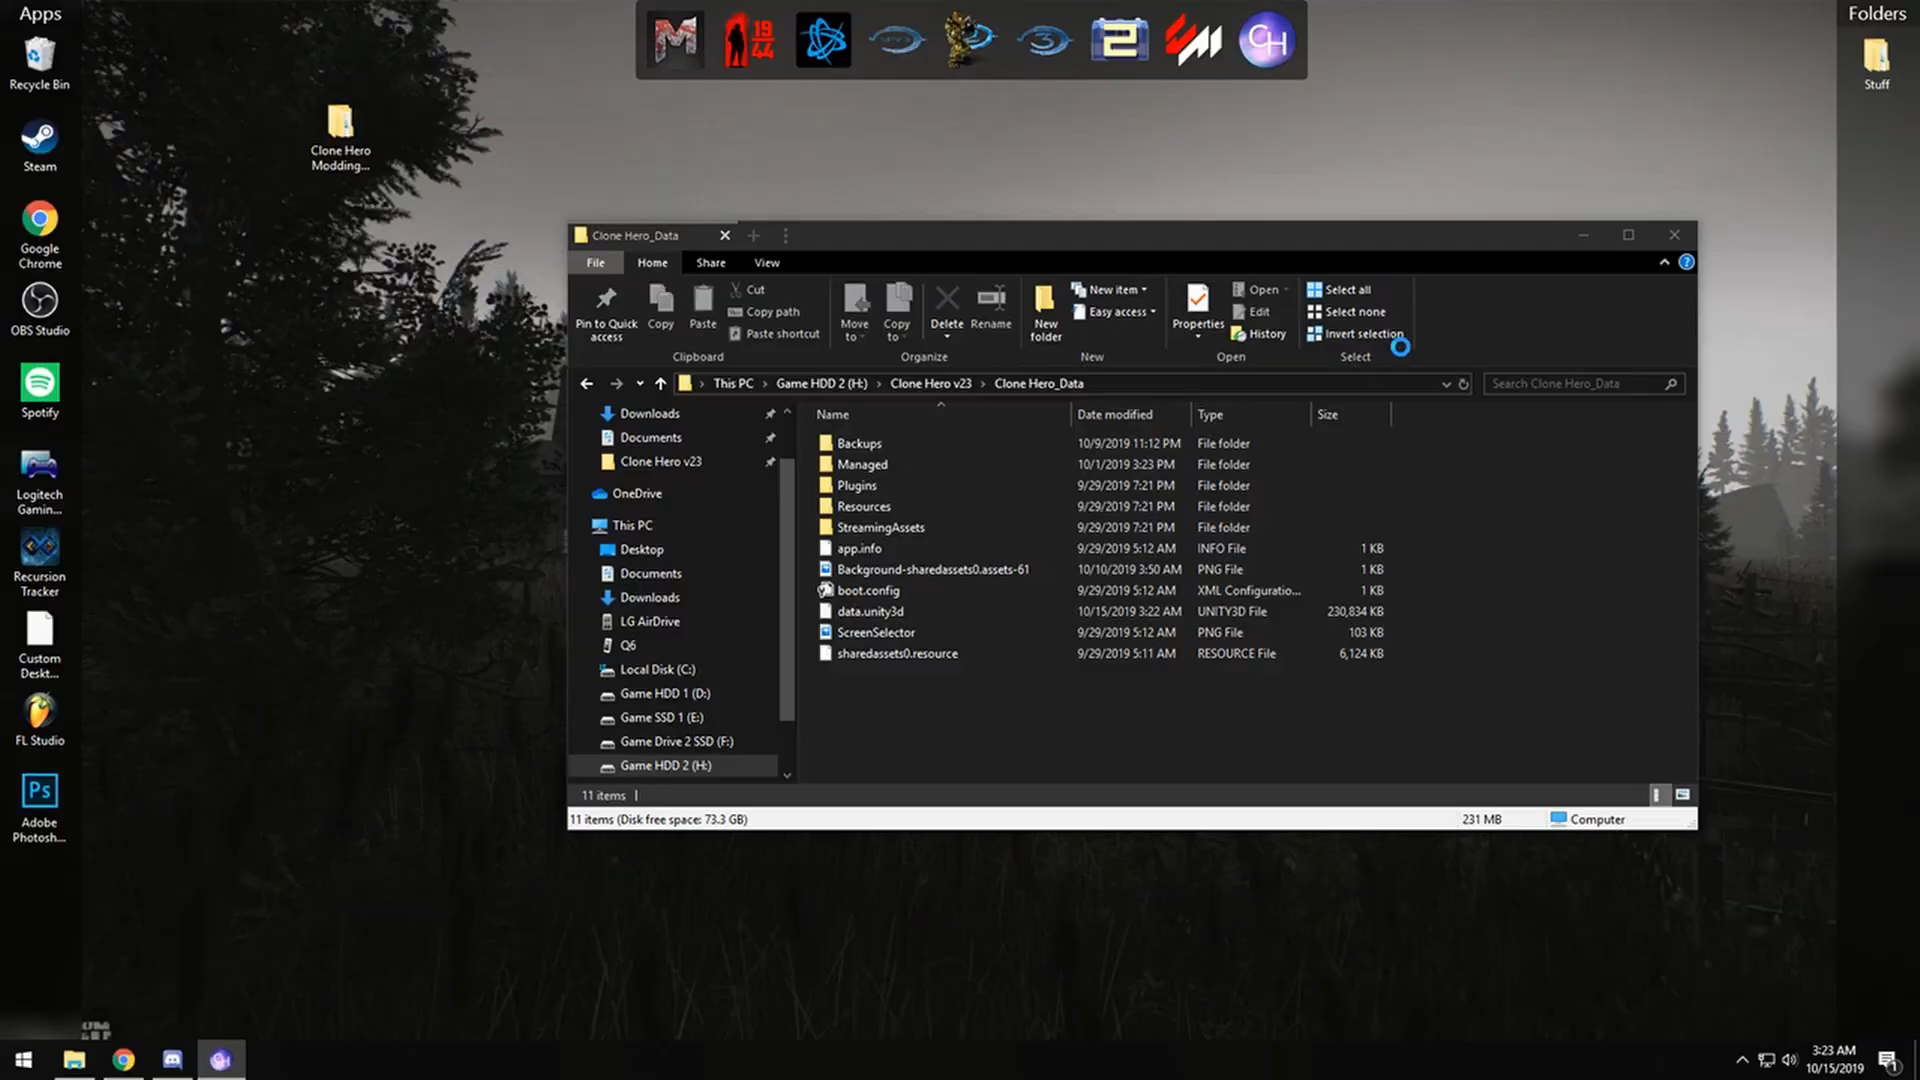 Apps
Folders
Recycle Bin
Steam
Google
Chrome
OBS Studio
Spotify
Logitech
Gamin...
Recursion
Tracker
Custom
Deskt...
FL Studio
Ps
Adobe
Photosh...
Clone Hero
Modding...
Stuff
M
19
44
3
2
CH
Clone Hero_Data
File
Home
Share
View
Pin to Quick
access
Copy
Paste
Cut
Copy path
Paste shortcut
Clipboard
Move
to
Copy
to
Delete
Rename
Organize
New
folder
New item
Easy access
New
Properties
Open
Edit
History
Open
Select all
Select none
Invert selection
Select
This PC
Game HDD 2 (H:)
Clone Hero v23
Clone Hero_Data
Search Clone Hero_Data
Downloads
Documents
Clone Hero v23
OneDrive
This PC
Desktop
Documents
Downloads
LG AirDrive
Q6
Local Disk (C:)
Game HDD 1 (D:)
Game SSD 1 (E:)
Game Drive 2 SSD (F:)
Game HDD 2 (H:)
Name Date modified Type Size
Backups 10/9/2019 11:12 PM File folder
Managed 10/1/2019 3:23 PM File folder
Plugins 9/29/2019 7:21 PM File folder
Resources 9/29/2019 7:21 PM File folder
StreamingAssets 9/29/2019 7:21 PM File folder
app.info 9/29/2019 5:12 AM INFO File 1 KB
Background-sharedassets0.assets-61 10/10/2019 3:50 AM PNG File 1 KB
boot.config 9/29/2019 5:12 AM XML Configuratio... 1 KB
data.unity3d 10/15/2019 3:22 AM UNITY3D File 230,834 KB
ScreenSelector 9/29/2019 5:12 AM PNG File 103 KB
sharedassets0.resource 9/29/2019 5:11 AM RESOURCE File 6,124 KB
11 items
11 items (Disk free space: 73.3 GB)
231 MB
Computer
3:23 AM
10/15/2019
1